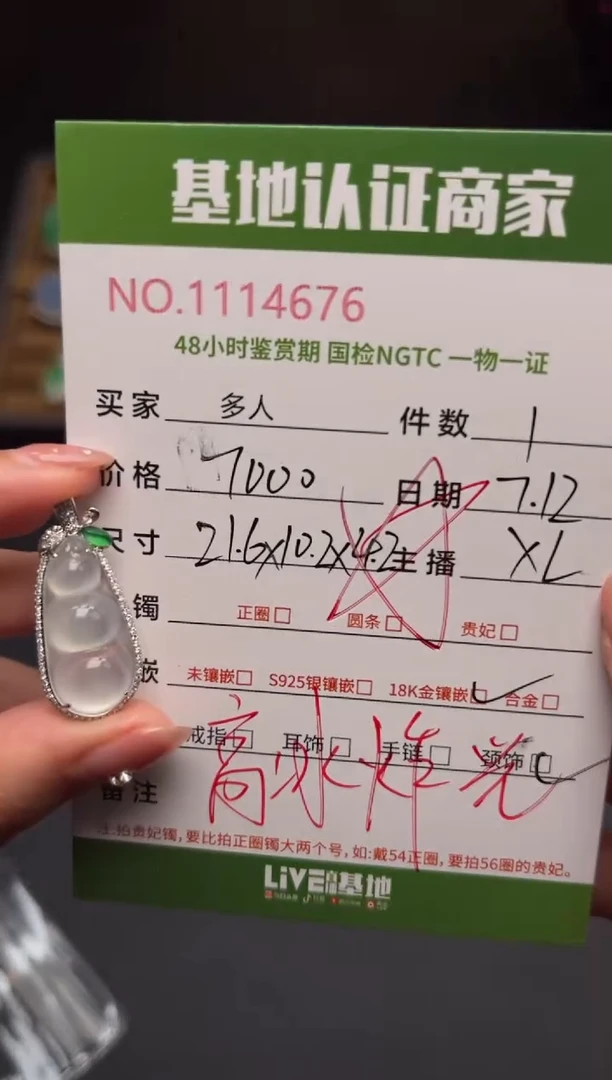 基地认证商家
NO.1114676
48小时鉴赏期 国检NGTC 一物一证
买家 多人 件数 1
价格 7000 日期 7.12
尺寸 21.6x10.2x4.2 主播 XL
镯 正圈□ 圆条□ 贵妃□
嵌 未镶嵌□ S925银镶嵌□ 18K金镶嵌□ 合金□
戒指□ 耳饰□ 手链□ 颈饰□
备注 高冰炸光
注:拍贵妃镯,要比拍正圈镯大两个号,如:戴54正圈,要拍56圈的贵妃。
LiVE 基地